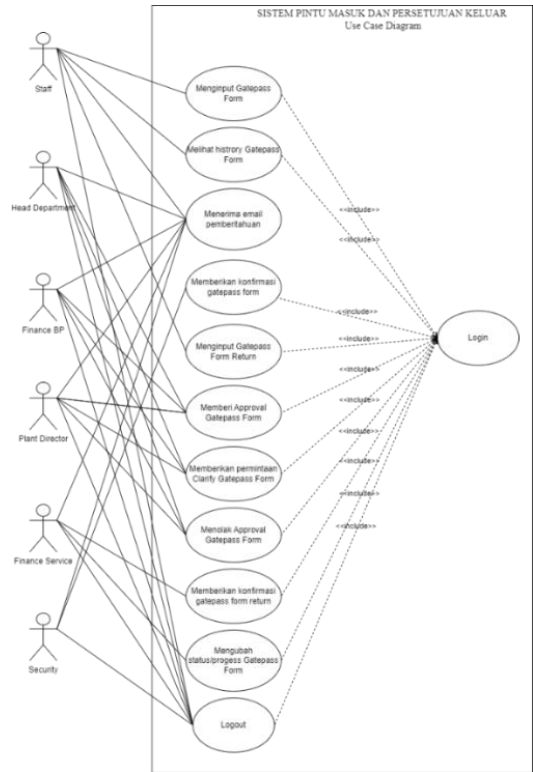 SISTEM PINTU MASUK DAN PERSETUJUAN KELUAR
Use Case Diagram
Staff
Head Department
Finance BP
Plant Director
Finance Service
Security
Menginput Gatepass
Form
Melihat histrory Gatepass
Form
Menerima email
pemberitahuan
Memberikan konfirmasi
gatepass form
Menginput Gatepass
Form Return
Memberi Approval
Gatepass Form
Memberikan permintaan
Clarify Gatepass Form
Menolak Approval
Gatepass Form
Memberikan konfirmasi
gatepass form return
Mengubah
status/progess Gatepass
Form
Logout
<<include>>
<<include>>
<<include>>
<<include>>
<<include>>
<<include>>
<<include>>
<<include>>
<<include>>
<<include>>
Login